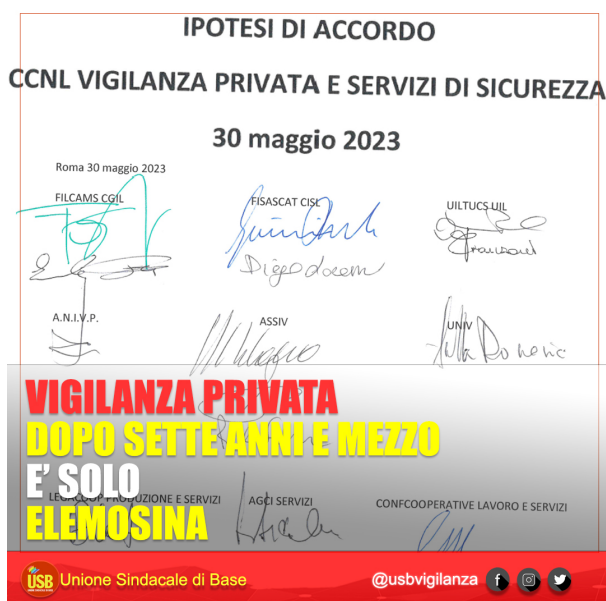 IPOTESI DI ACCORDO
CCNL VIGILANZA PRIVATA E SERVIZI DI SICUREZZA
30 maggio 2023
Roma 30 maggio 2023
FILCAMS CGIL FISASCAT CISL UILTUCS UIL
A.N.I.V.P. ASSIV UNIV
VIGILANZA PRIVATA
DOPO SETTE ANNI E MEZZO
E' SOLO
ELEMOSINA
LEGACOOP PRODUZIONE E SERVIZI AGCI SERVIZI CONFCOOPERATIVE LAVORO E SERVIZI
USB Unione Sindacale di Base @usbvigilanza